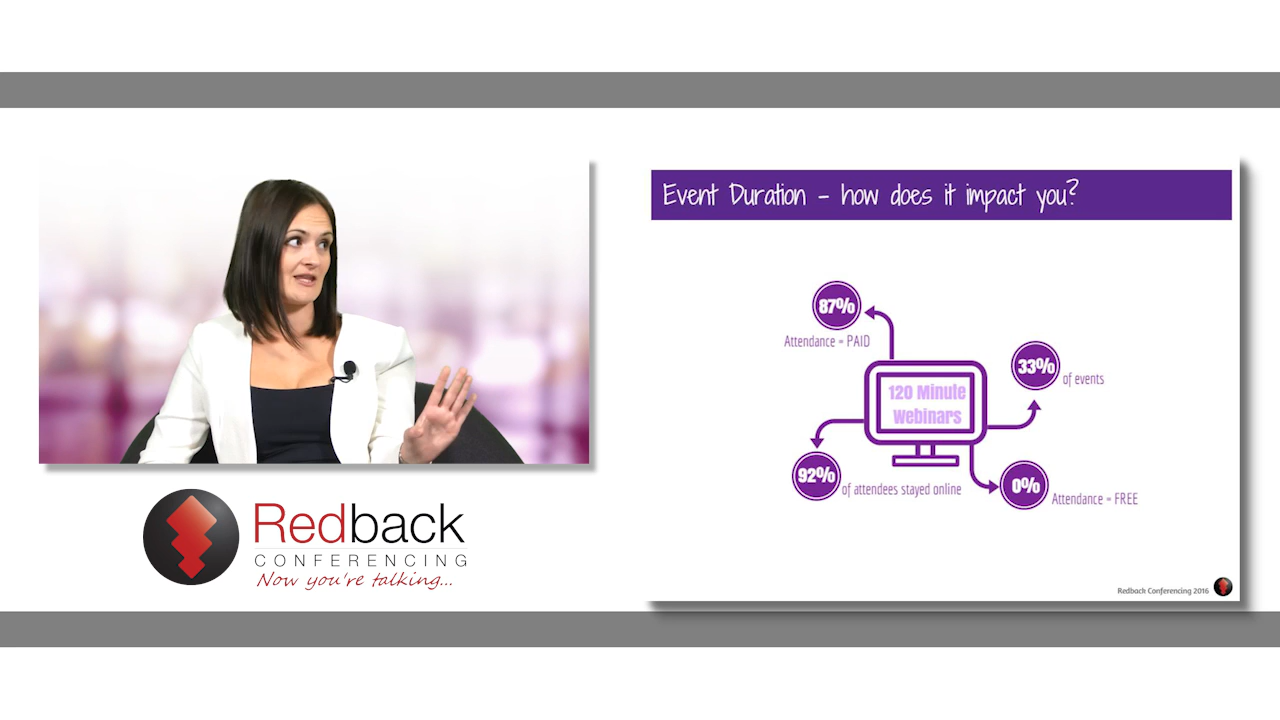 Event Duration - how does it impact you?
87%
Attendance = PAID
33%
of events
120 Minute
Webinars
92%
of attendees stayed online
0%
Attendance = FREE
Redback Conferencing 2016
Redback
CONFERENCING
Now you're talking...